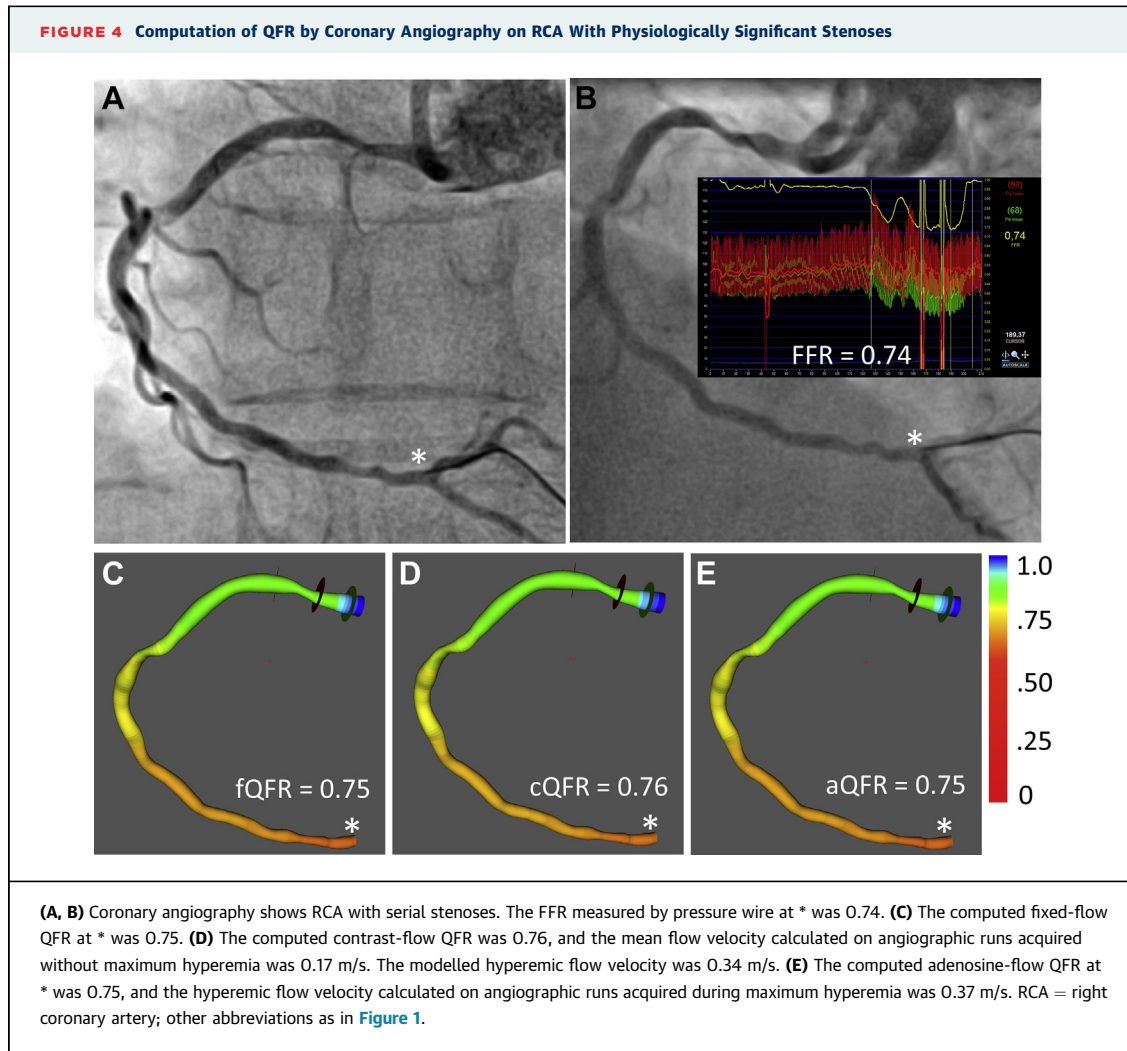 FIGURE 4 Computation of QFR by Coronary Angiography on RCA With Physiologically Significant Stenoses
A
B
(93)
Pa mean
(68)
Pd mean
0,74
FFR
189,37
CURSOR
AUTOSCALE
FFR = 0.74
*
*
C
D
E
1.0
.75
.50
.25
0
fQFR = 0.75
cQFR = 0.76
aQFR = 0.75
*
*
*
(A, B) Coronary angiography shows RCA with serial stenoses. The FFR measured by pressure wire at * was 0.74. (C) The computed fixed-flow
QFR at * was 0.75. (D) The computed contrast-flow QFR was 0.76, and the mean flow velocity calculated on angiographic runs acquired
without maximum hyperemia was 0.17 m/s. The modelled hyperemic flow velocity was 0.34 m/s. (E) The computed adenosine-flow QFR at
* was 0.75, and the hyperemic flow velocity calculated on angiographic runs acquired during maximum hyperemia was 0.37 m/s. RCA = right
coronary artery; other abbreviations as in Figure 1.